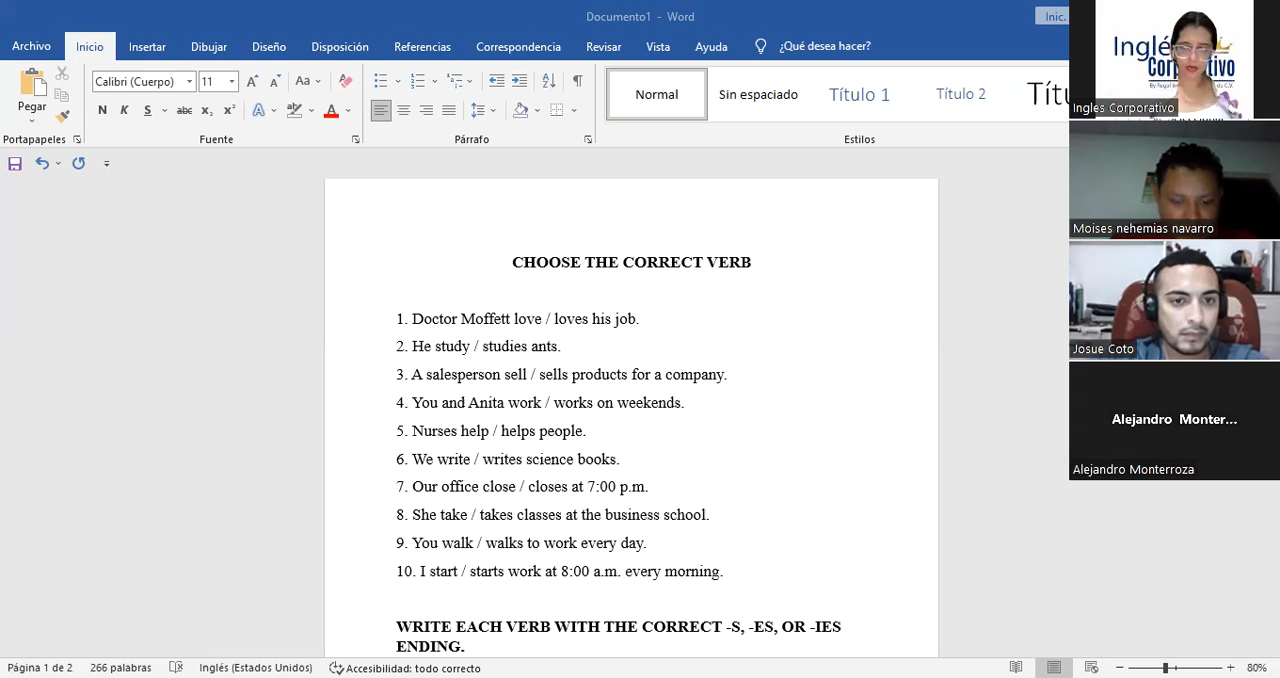 Documento1 - Word
Inic.
Archivo Inicio Insertar Dibujar Diseño Disposición Referencias Correspondencia Revisar Vista Ayuda ¿Qué desea hacer?
Pegar
Calibri (Cuerpo) 11
Normal
Sin espaciado
Título 1
Título 2
Portapapeles Fuente Párrafo Estilos
CHOOSE THE CORRECT VERB
1. Doctor Moffett love / loves his job.
2. He study / studies ants.
3. A salesperson sell / sells products for a company.
4. You and Anita work / works on weekends.
5. Nurses help / helps people.
6. We write / writes science books.
7. Our office close / closes at 7:00 p.m.
8. She take / takes classes at the business school.
9. You walk / walks to work every day.
10. I start / starts work at 8:00 a.m. every morning.
WRITE EACH VERB WITH THE CORRECT -S, -ES, OR -IES
ENDING.
Página 1 de 2 266 palabras Inglés (Estados Unidos) Accesibilidad: todo correcto 80%
Ingles Corporativo
Moises nehemias navarro
Josue Coto
Alejandro Monter...
Alejandro Monterroza